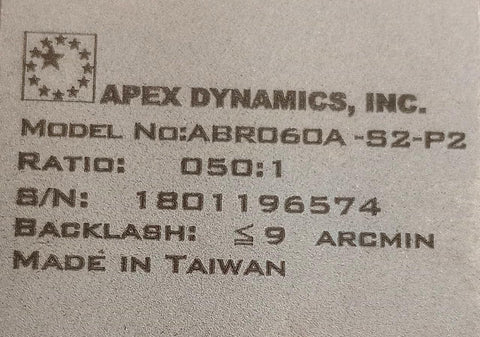 APEX DYNAMICS, INC.
MODEL NO:ABR060A -S2-P2
RATIO: 050:1
S/N: 1801196574
BACKLASH: ≦9 ARCMIN
MADE IN TAIWAN